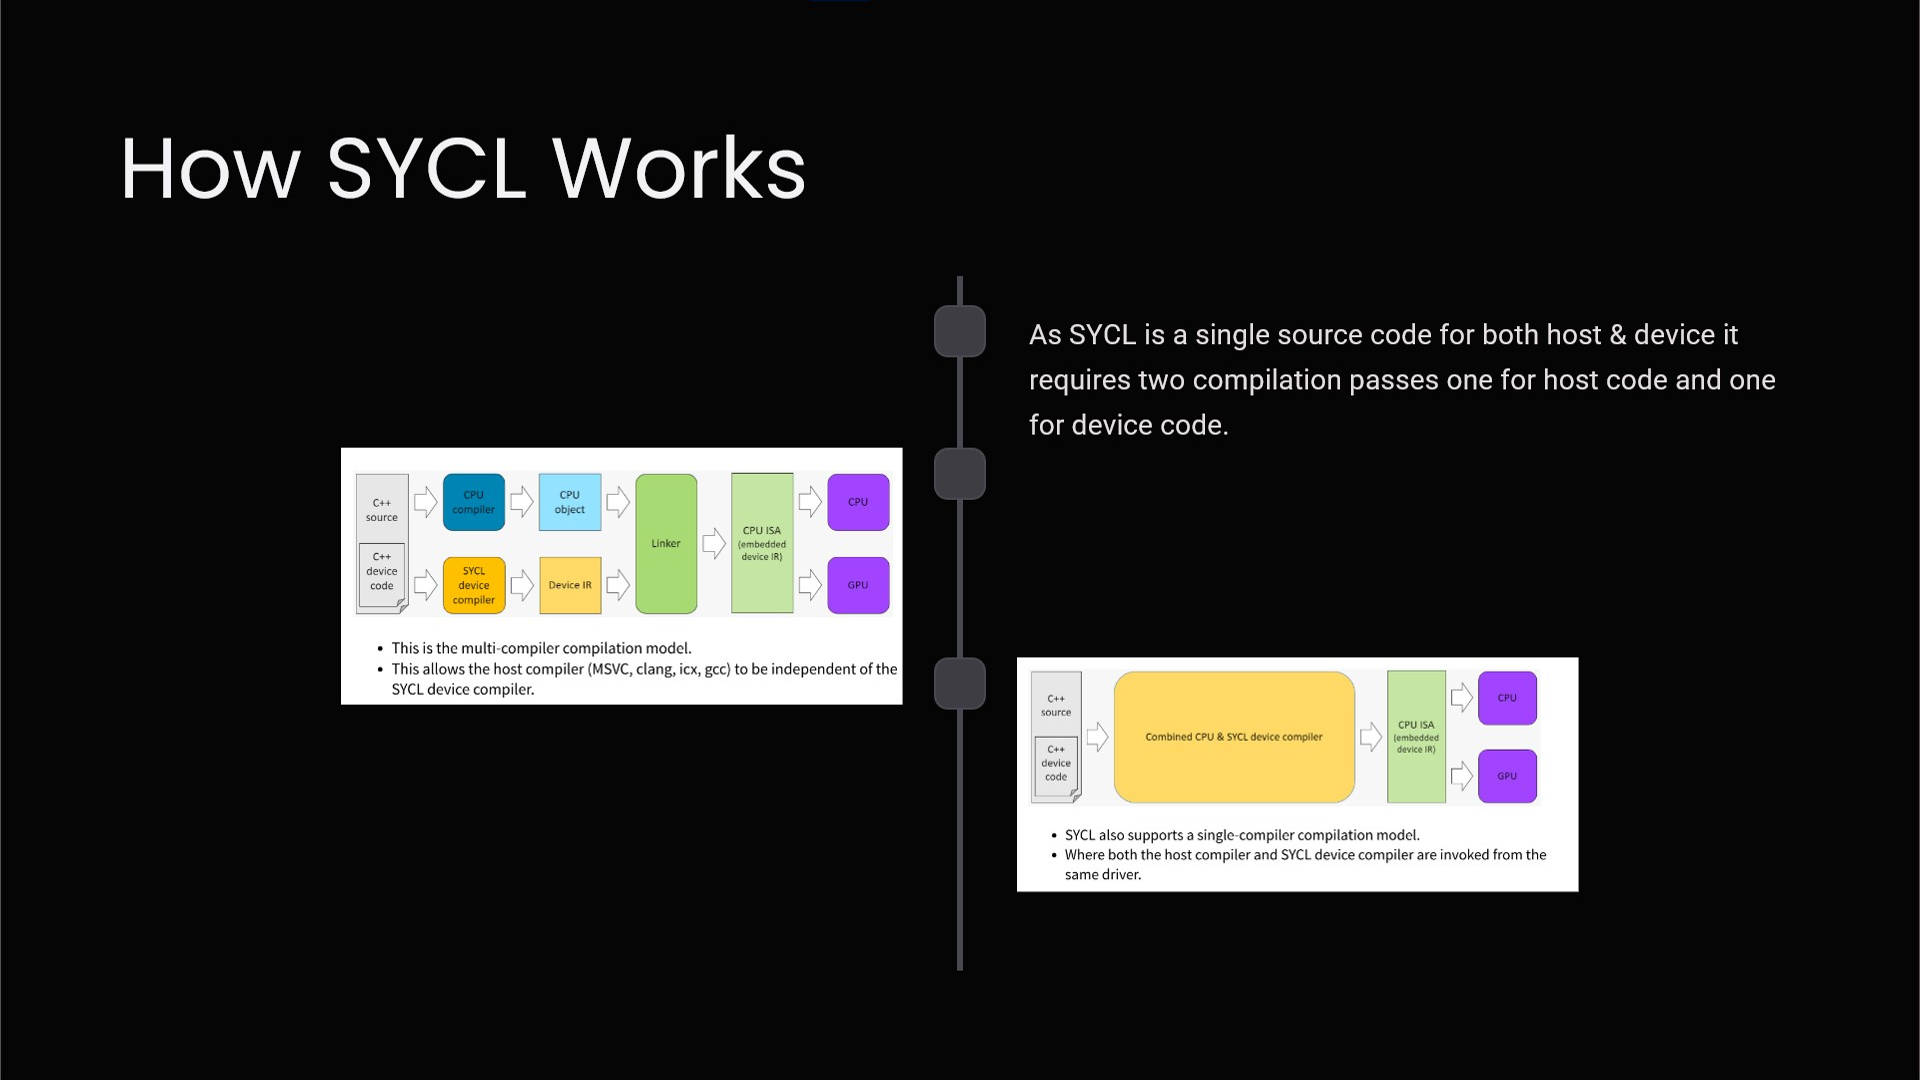 How SYCL Works
As SYCL is a single source code for both host & device it
requires two compilation passes one for host code and one
for device code.
C++
source
C++
device
code
CPU
compiler
CPU
object
SYCL
device
compiler
Device IR
Linker
CPU ISA
(embedded
device IR)
CPU
GPU
• This is the multi-compiler compilation model.
• This allows the host compiler (MSVC, clang, icx, gcc) to be independent of the
SYCL device compiler.
C++
source
C++
device
code
Combined CPU & SYCL device compiler
CPU ISA
(embedded
device IR)
CPU
GPU
• SYCL also supports a single-compiler compilation model.
• Where both the host compiler and SYCL device compiler are invoked from the
same driver.